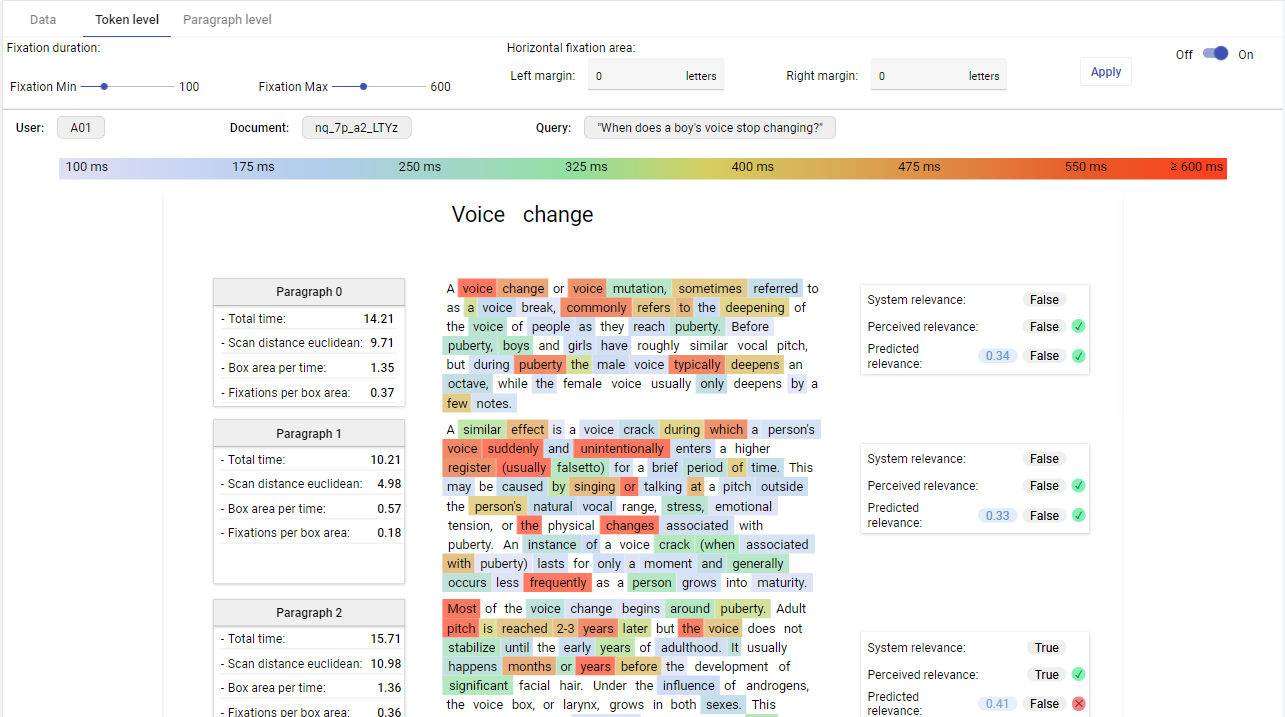 Data Token level Paragraph level
Fixation duration: Horizontal fixation area:
Off On
Fixation Min 100 Fixation Max 600 Left margin: 0 letters Right margin: 0 letters Apply
User: A01 Document: nq_7p_a2_LTYz Query: "When does a boy's voice stop changing?"
100 ms 175 ms 250 ms 325 ms 400 ms 475 ms 550 ms ≥ 600 ms
Voice change
Paragraph 0
- Total time: 14.21
- Scan distance euclidean: 9.71
- Box area per time: 1.35
- Fixations per box area: 0.37
A voice change or voice mutation, sometimes referred to
as a voice break, commonly refers to the deepening of
the voice of people as they reach puberty. Before
puberty, boys and girls have roughly similar vocal pitch,
but during puberty the male voice typically deepens an
octave, while the female voice usually only deepens by a
few notes.
System relevance: False
Perceived relevance: False
Predicted
relevance: 0.34 False
Paragraph 1
- Total time: 10.21
- Scan distance euclidean: 4.98
- Box area per time: 0.57
- Fixations per box area: 0.18
A similar effect is a voice crack during which a person's
voice suddenly and unintentionally enters a higher
register (usually falsetto) for a brief period of time. This
may be caused by singing or talking at a pitch outside
the person's natural vocal range, stress, emotional
tension, or the physical changes associated with
puberty. An instance of a voice crack (when associated
with puberty) lasts for only a moment and generally
occurs less frequently as a person grows into maturity.
System relevance: False
Perceived relevance: False
Predicted
relevance: 0.33 False
Paragraph 2
- Total time: 15.71
- Scan distance euclidean: 10.98
- Box area per time: 1.36
- Fixations per box area: 0.36
Most of the voice change begins around puberty. Adult
pitch is reached 2-3 years later but the voice does not
stabilize until the early years of adulthood. It usually
happens months or years before the development of
significant facial hair. Under the influence of androgens,
the voice box, or larynx, grows in both sexes. This
System relevance: True
Perceived relevance: True
Predicted
relevance: 0.41 False